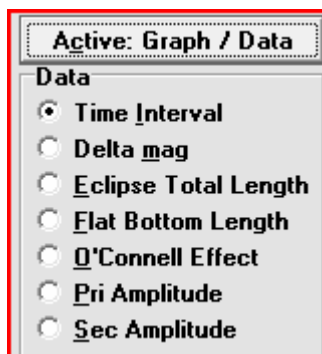 Active: Graph / Data
Data
Time Interval
Delta mag
Eclipse Total Length
Flat Bottom Length
O'Connell Effect
Pri Amplitude
Sec Amplitude